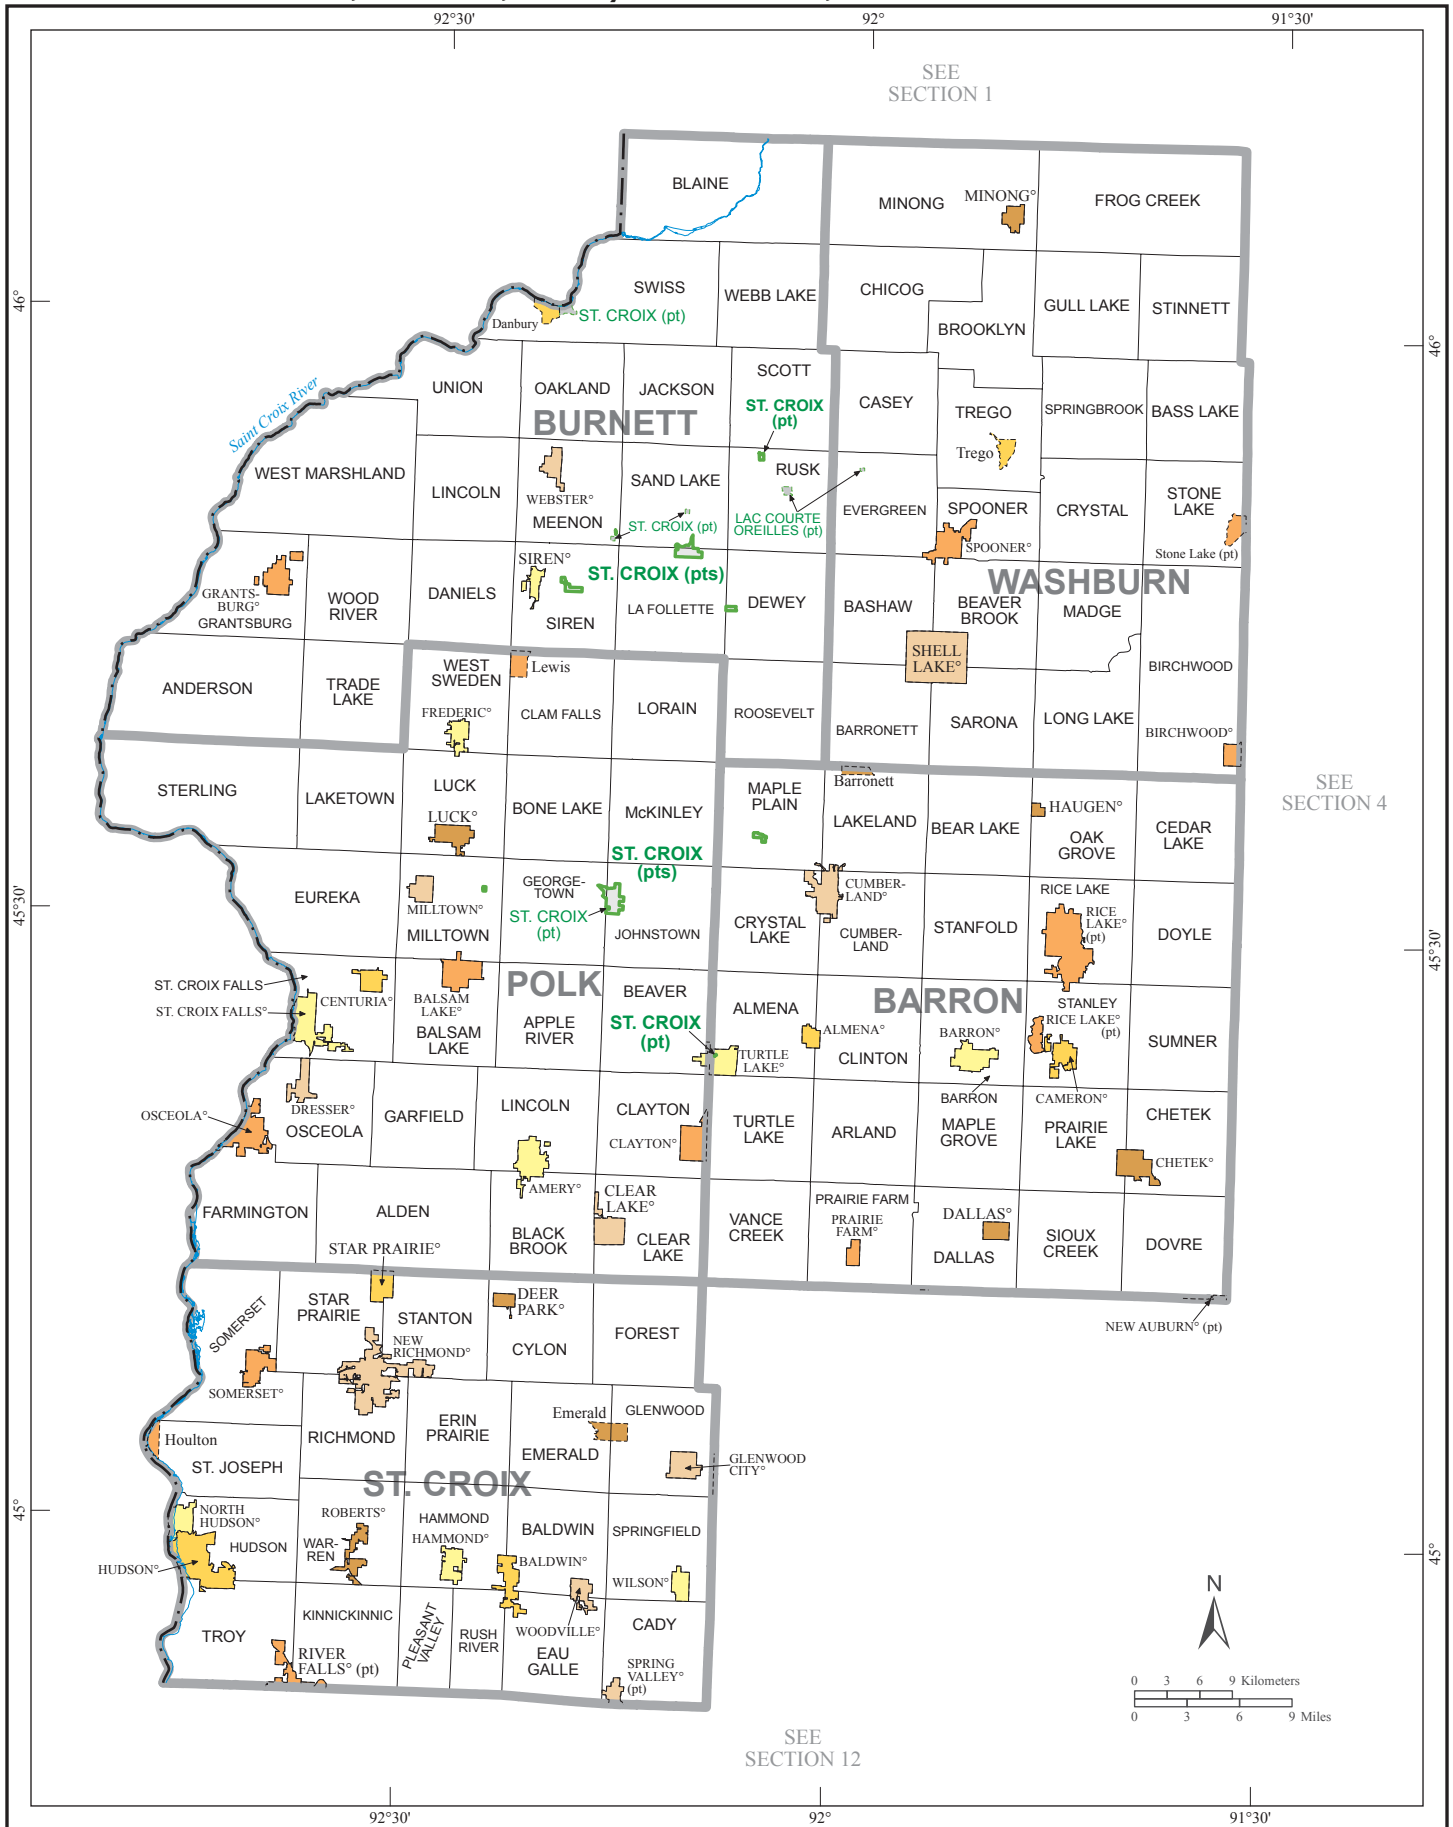 92°30'
92°
91°30'
SEE
SECTION 1
BLAINE
MINONG
MINONG°
FROG CREEK
46°
SWISS
WEBB LAKE
CHICOG
GULL LAKE
STINNETT
Danbury
ST. CROIX (pt)
BROOKLYN
46°
Saint Croix River
UNION
OAKLAND
JACKSON
SCOTT
CASEY
TREGO
SPRINGBROOK
BASS LAKE
BURNETT
ST. CROIX
(pt)
Trego
WEST MARSHLAND
LINCOLN
WEBSTER°
MEENON
SAND LAKE
RUSK
ST. CROIX (pt)
LAC COURTE
OREILLES (pt)
EVERGREEN
SPOONER
SPOONER°
CRYSTAL
STONE
LAKE
Stone Lake (pt)
SIREN°
ST. CROIX (pts)
WASHBURN
GRANTS-
BURG°
GRANTSBURG
WOOD
RIVER
DANIELS
SIREN
LA FOLLETTE
DEWEY
BASHAW
BEAVER
BROOK
MADGE
SHELL
LAKE°
BIRCHWOOD
ANDERSON
TRADE
LAKE
WEST
SWEDEN
Lewis
FREDERIC°
CLAM FALLS
LORAIN
ROOSEVELT
BARRONETT
SARONA
LONG LAKE
BIRCHWOOD°
STERLING
LAKETOWN
LUCK
LUCK°
BONE LAKE
McKINLEY
MAPLE
PLAIN
Barronett
LAKELAND
BEAR LAKE
HAUGEN°
OAK
GROVE
CEDAR
LAKE
SEE
SECTION 4
ST. CROIX
(pts)
45°30'
EUREKA
MILLTOWN°
MILLTOWN
GEORGE-
TOWN
ST. CROIX
(pt)
JOHNSTOWN
CRYSTAL
LAKE
CUMBER-
LAND°
CUMBER-
LAND
STANFOLD
RICE LAKE
RICE
LAKE°
(pt)
DOYLE
45°30'
ST. CROIX FALLS
ST. CROIX FALLS°
CENTURIA°
BALSAM
LAKE°
BALSAM
LAKE
POLK
APPLE
RIVER
BEAVER
ST. CROIX
(pt)
TURTLE
LAKE°
ALMENA
ALMENA°
BARRON
CLINTON
BARRON°
BARRON
STANLEY
RICE LAKE°
(pt)
CAMERON°
SUMNER
OSCEOLA°
DRESSER°
OSCEOLA
GARFIELD
LINCOLN
AMERY°
CLAYTON
CLAYTON°
TURTLE
LAKE
ARLAND
MAPLE
GROVE
PRAIRIE
LAKE
CHETEK
CHETEK°
FARMINGTON
ALDEN
STAR PRAIRIE°
BLACK
BROOK
CLEAR
LAKE°
CLEAR
LAKE
VANCE
CREEK
PRAIRIE FARM
PRAIRIE
FARM°
DALLAS°
DALLAS
SIOUX
CREEK
DOVRE
NEW AUBURN° (pt)
SOMERSET
SOMERSET°
STAR
PRAIRIE
STANTON
NEW
RICHMOND°
DEER
PARK°
CYLON
FOREST
Houlton
ST. JOSEPH
RICHMOND
ERIN
PRAIRIE
Emerald
EMERALD
GLENWOOD
GLENWOOD
CITY°
ST. CROIX
45°
NORTH
HUDSON°
HUDSON
HUDSON°
ROBERTS°
WAR-
REN
HAMMOND
HAMMOND°
BALDWIN
BALDWIN°
SPRINGFIELD
WILSON°
WOODVILLE°
45°
TROY
KINNICKINNIC
RIVER
FALLS° (pt)
PLEASANT
VALLEY
RUSH
RIVER
EAU
GALLE
CADY
SPRING
VALLEY°
(pt)
N
0 3 6 9 Kilometers
0 3 6 9 Miles
SEE
SECTION 12
92°30'
92°
91°30'